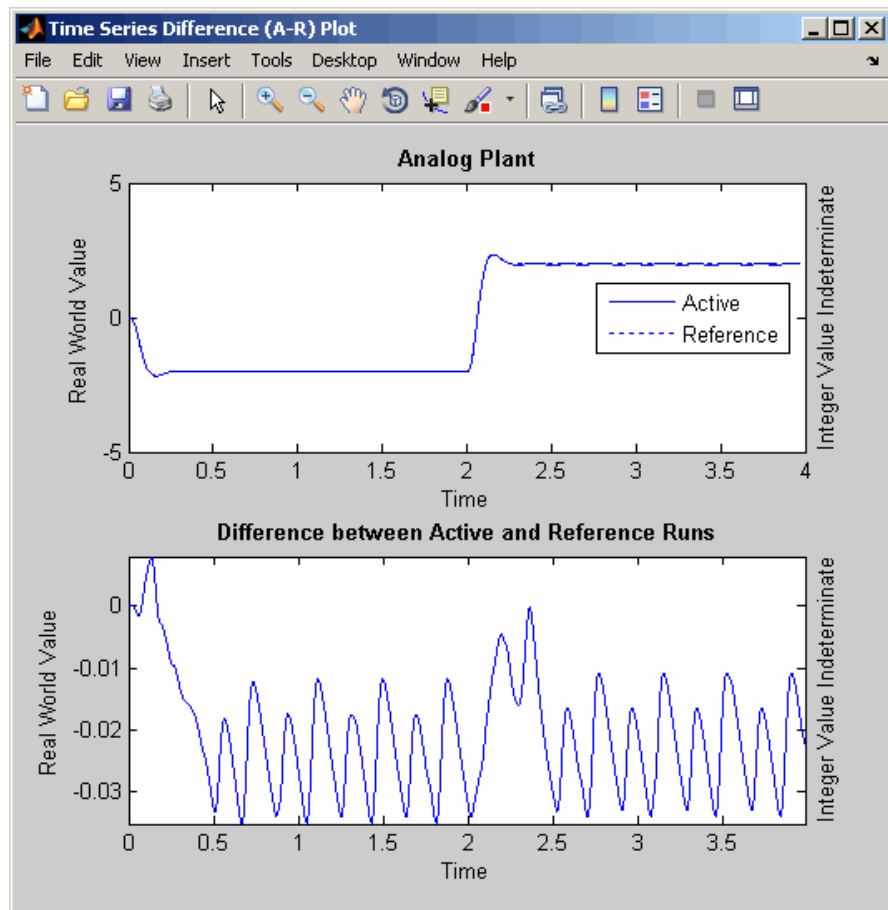 Time Series Difference (A-R) Plot
File Edit View Insert Tools Desktop Window Help
Analog Plant
Real World Value
5
0
-5
0 0.5 1 1.5 2 2.5 3 3.5 4
Time
Integer Value Indeterminate
Active
Reference
Difference between Active and Reference Runs
Real World Value
0
-0.01
-0.02
-0.03
0 0.5 1 1.5 2 2.5 3 3.5
Time
Integer Value Indeterminate